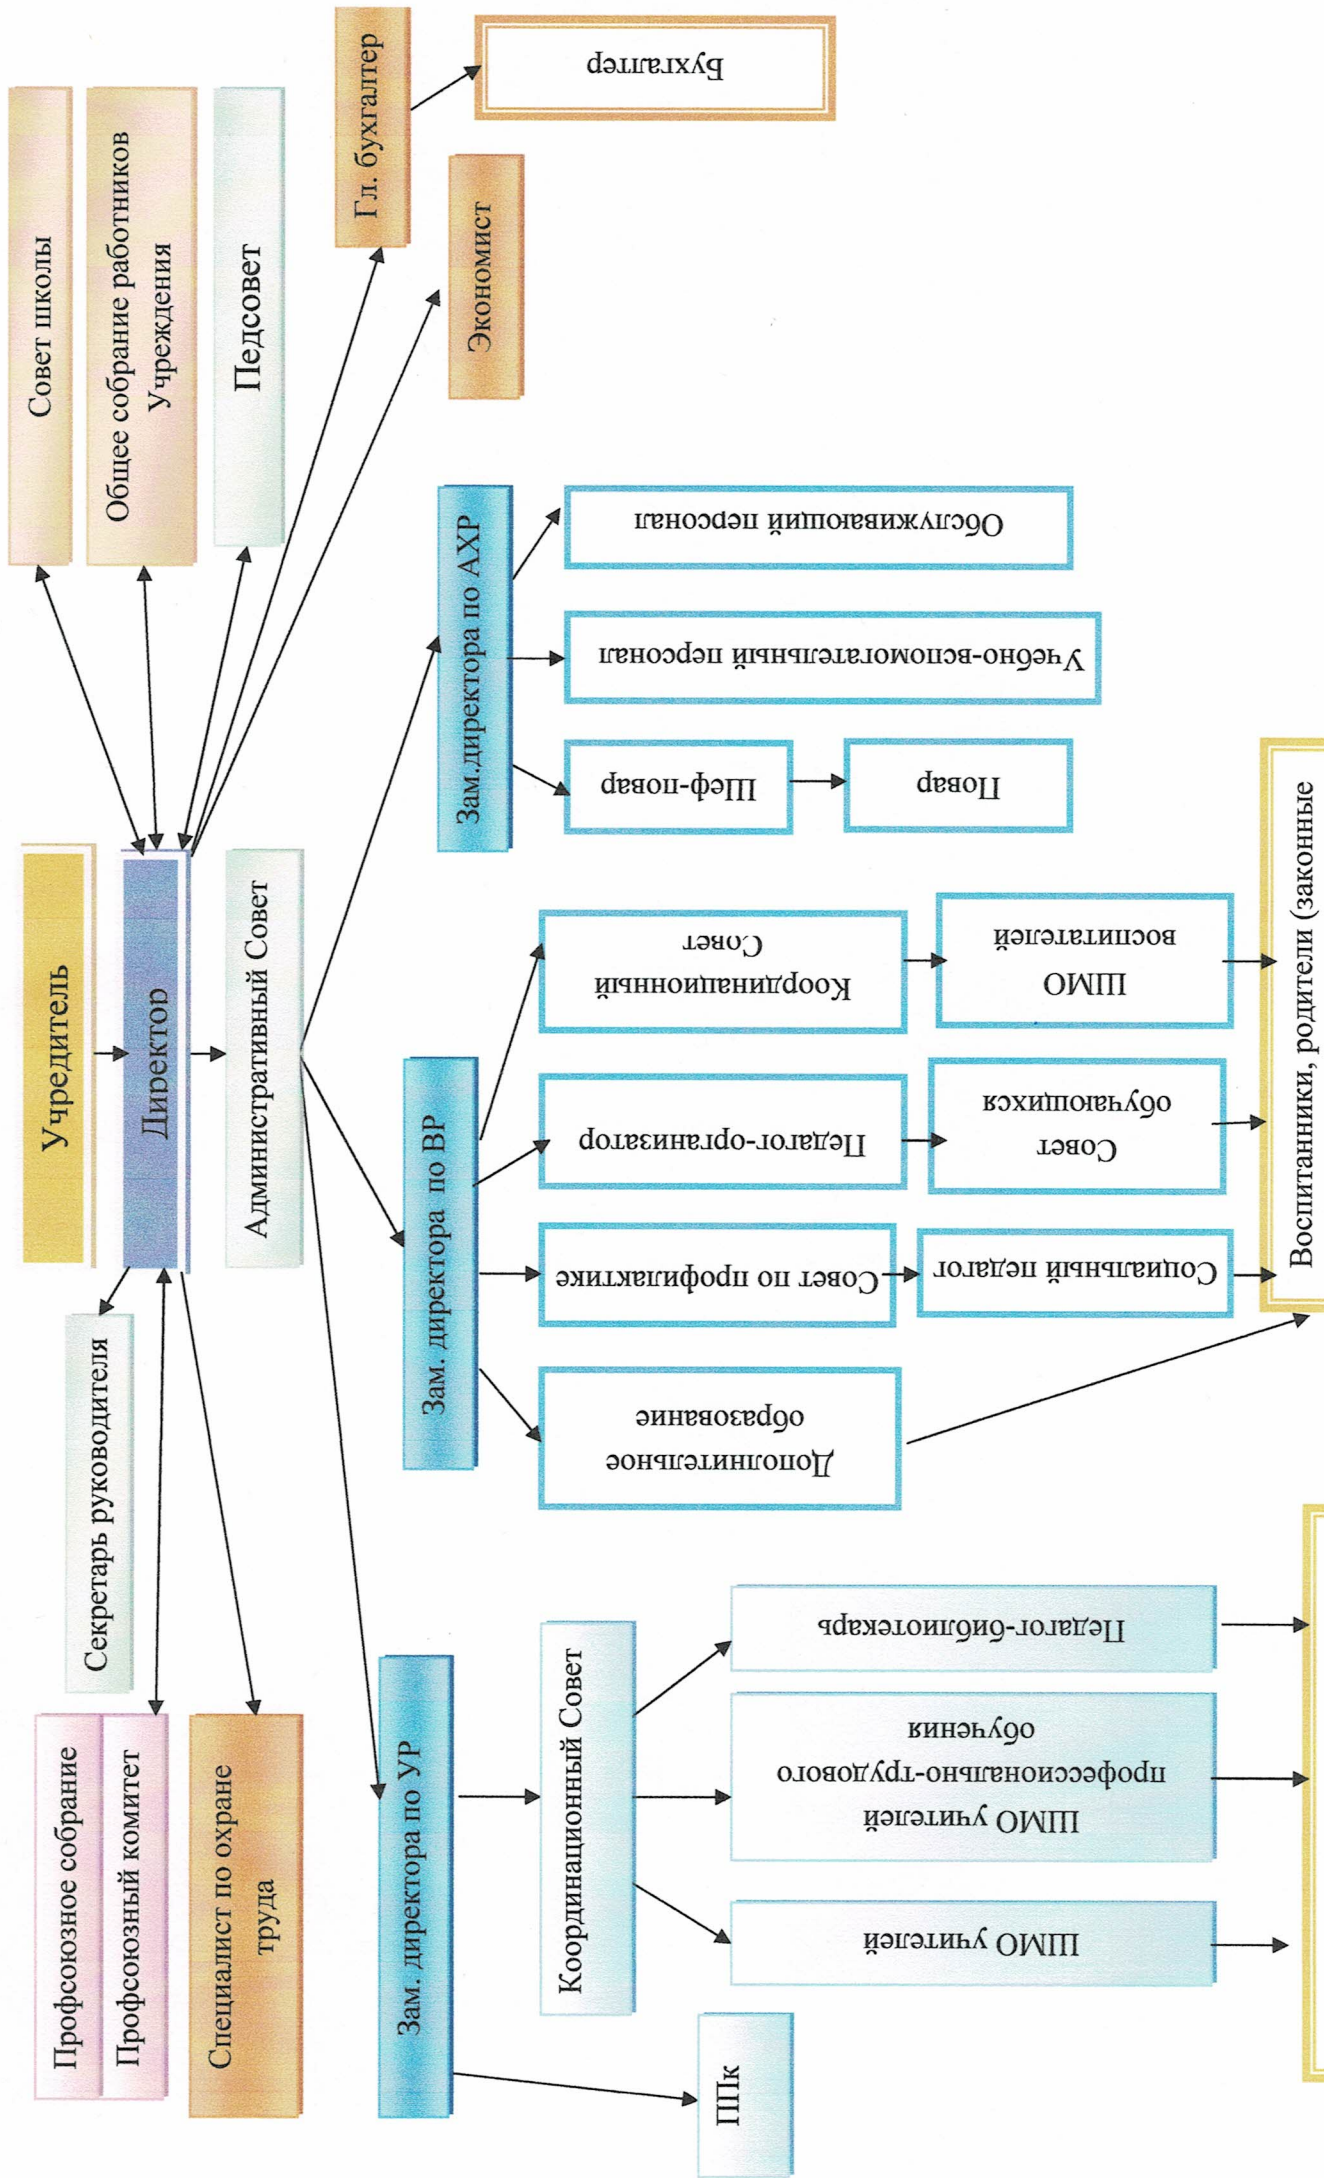 Учредитель
Директор
Административный Совет
Секретарь руководителя
Профсоюзное собрание
Профсоюзный комитет
Специалист по охране
труда
Совет школы
Общее собрание работников
Учреждения
Педсовет
Гл. бухгалтер
Бухгалтер
Экономист
Зам. директора по УР
ППк
Координационный Совет
ШМО учителей
ШМО учителей
профессионально-трудового
обучения
Педагог-библиотекарь
Зам. директора по ВР
Дополнительное
образование
Совет по профилактике
Социальный педагог
Педагог-организатор
Совет
обучающихся
Координационный
Совет
ШМО
воспитателей
Зам.директора по АХР
Шеф-повар
Повар
Учебно-вспомогательный персонал
Обслуживающий персонал
Воспитанники, родители (законные